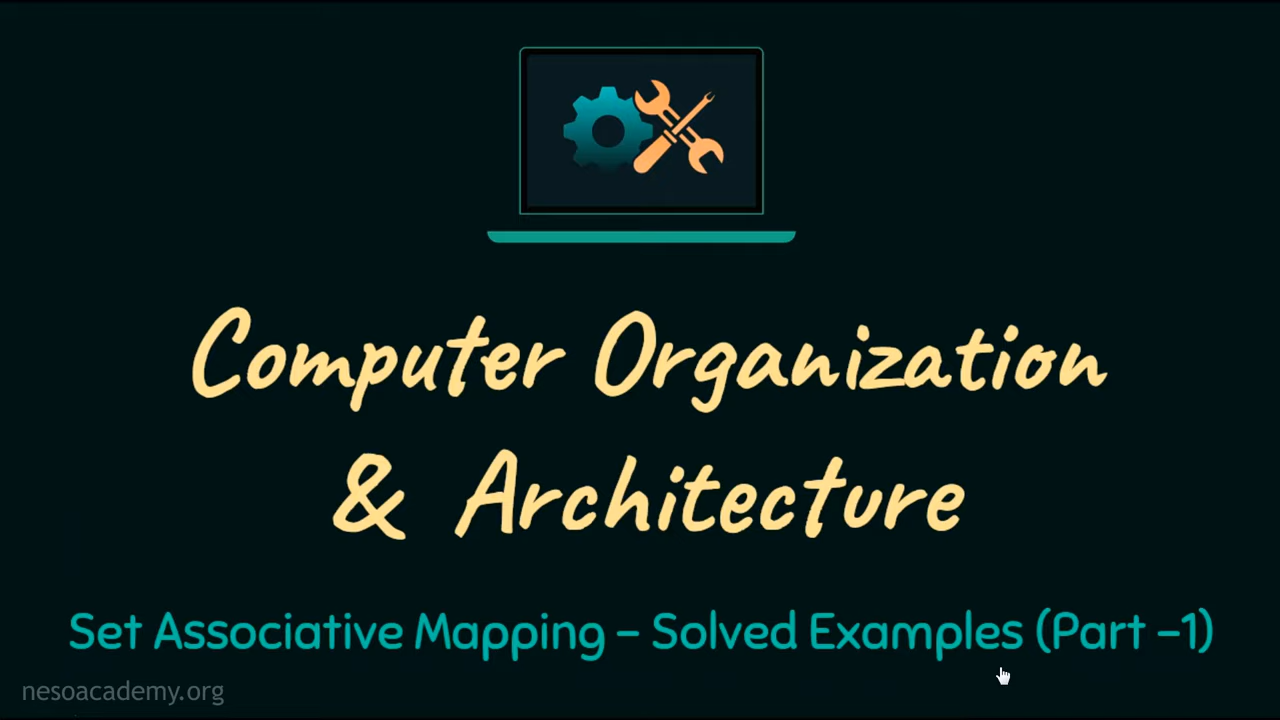 Computer Organization
& Architecture
Set Associative Mapping – Solved Examples (Part –1)
nesoacademy.org